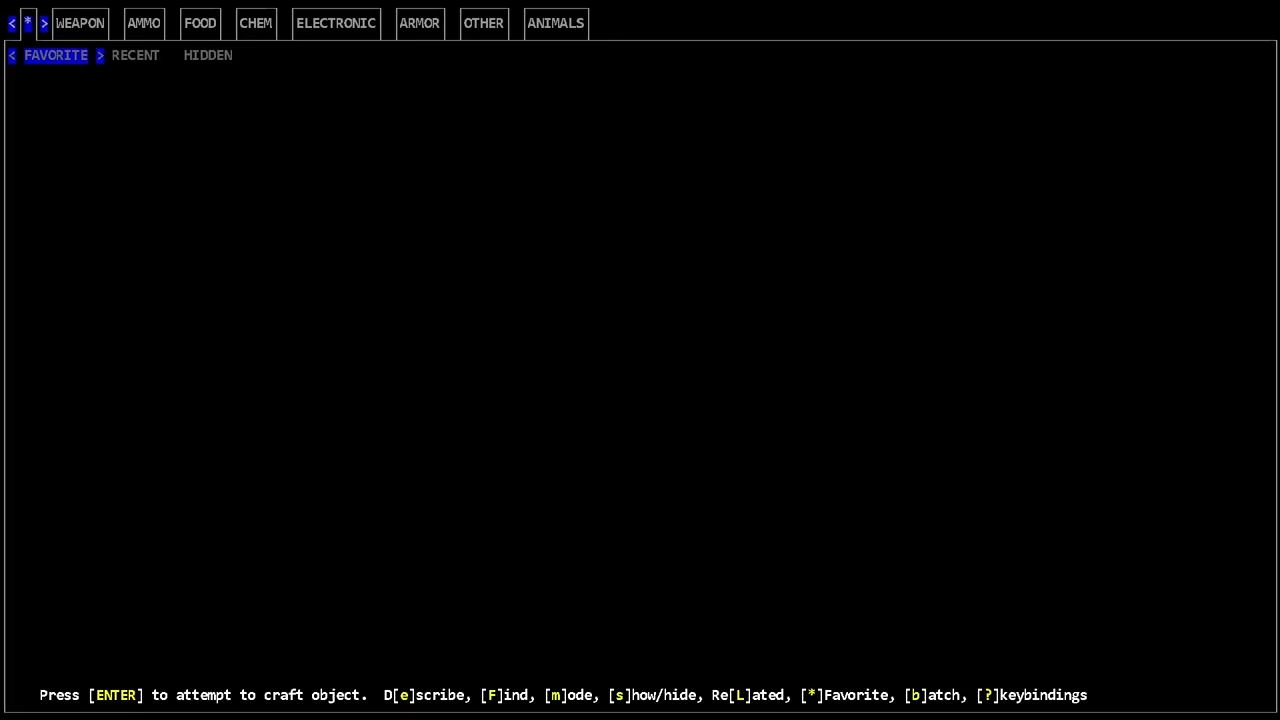 < * > WEAPON AMMO FOOD CHEM ELECTRONIC ARMOR OTHER ANIMALS
< FAVORITE > RECENT HIDDEN
Press [ENTER] to attempt to craft object. D[e]scribe, [F]ind, [m]ode, [s]how/hide, Re[L]ated, [*]Favorite, [b]atch, [?]keybindings